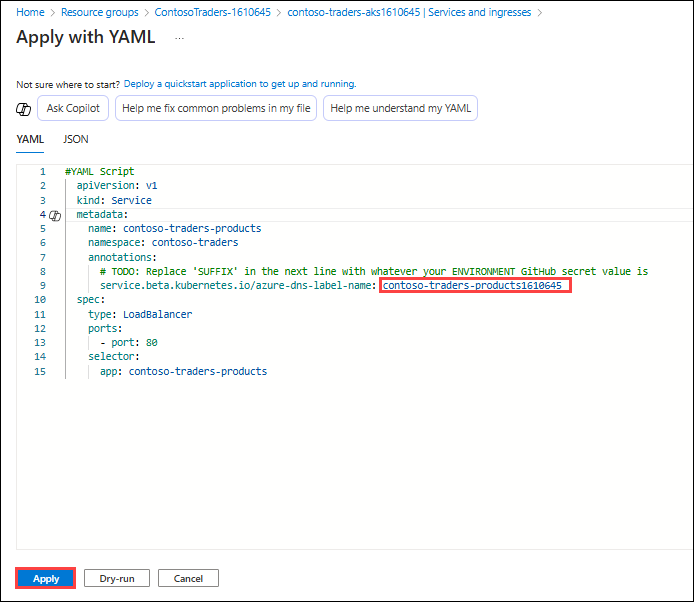 Home > Resource groups > ContosoTraders-1610645 > contoso-traders-aks1610645 | Services and Ingresses >
Apply with YAML ...
Not sure where to start? Deploy a quickstart application to get up and running.
Ask Copilot Help me fix common problems in my file Help me understand my YAML
YAML JSON
1 #YAML Script
2 apiVersion: v1
3 kind: Service
4 metadata:
5 name: contoso-traders-products
6 namespace: contoso-traders
7 annotations:
8 # TODO: Replace 'SUFFIX' in the next line with whatever your ENVIRONMENT GitHub secret value is
9 service.beta.kubernetes.io/azure-dns-label-name: contoso-traders-products1610645
10 spec:
11 type: LoadBalancer
12 ports:
13 - port: 80
14 selector:
15 app: contoso-traders-products
Apply Dry-run Cancel